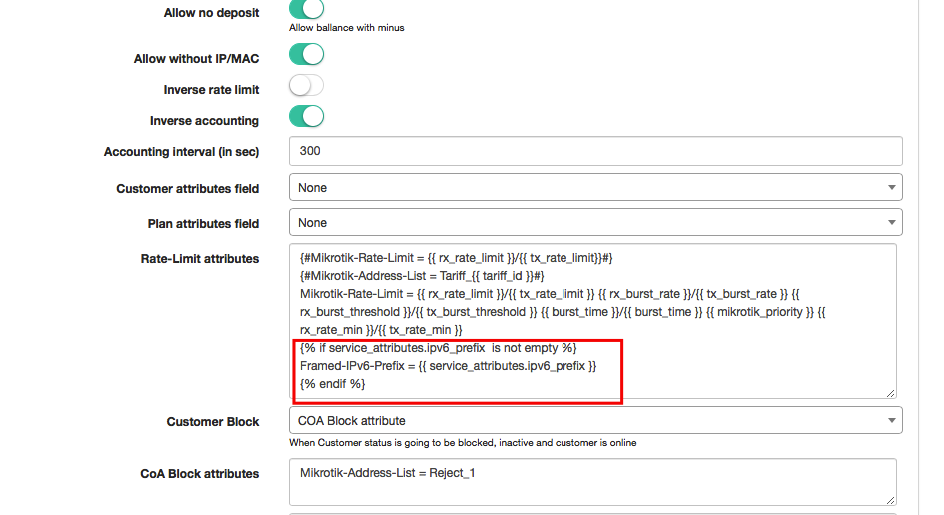 Allow no deposit
Allow ballance with minus
Allow without IP/MAC
Inverse rate limit
Inverse accounting
Accounting interval (in sec) 300
Customer attributes field None
Plan attributes field None
Rate-Limit attributes {#Mikrotik-Rate-Limit = {{ rx_rate_limit }}/{{ tx_rate_limit}}#}
{#Mikrotik-Address-List = Tariff_{{ tariff_id }}#}
Mikrotik-Rate-Limit = {{ rx_rate_limit }}/{{ tx_rate_limit }} {{ rx_burst_rate }}/{{ tx_burst_rate }} {{
rx_burst_threshold }}/{{ tx_burst_threshold }} {{ burst_time }}/{{ burst_time }} {{ mikrotik_priority }} {{
rx_rate_min }}/{{ tx_rate_min }}
{% if service_attributes.ipv6_prefix  is not empty %}
Framed-IPv6-Prefix = {{ service_attributes.ipv6_prefix }}
{% endif %}
Customer Block COA Block attribute
When Customer status is going to be blocked, inactive and customer is online
CoA Block attributes Mikrotik-Address-List = Reject_1